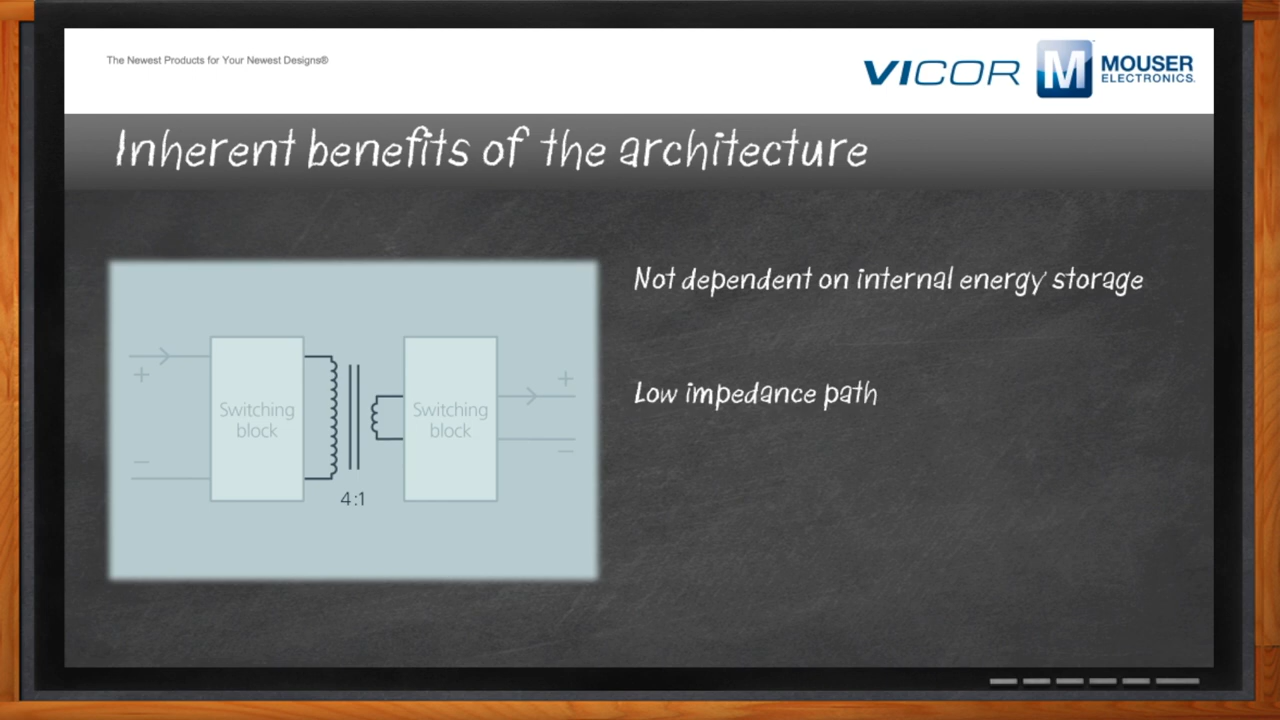 The Newest Products for Your Newest Designs®
VICOR
M
MOUSER
ELECTRONICS
Inherent benefits of the architecture
Not dependent on internal energy storage
Low impedance path
+
+
Switching
block
Switching
block
−
−
4:1